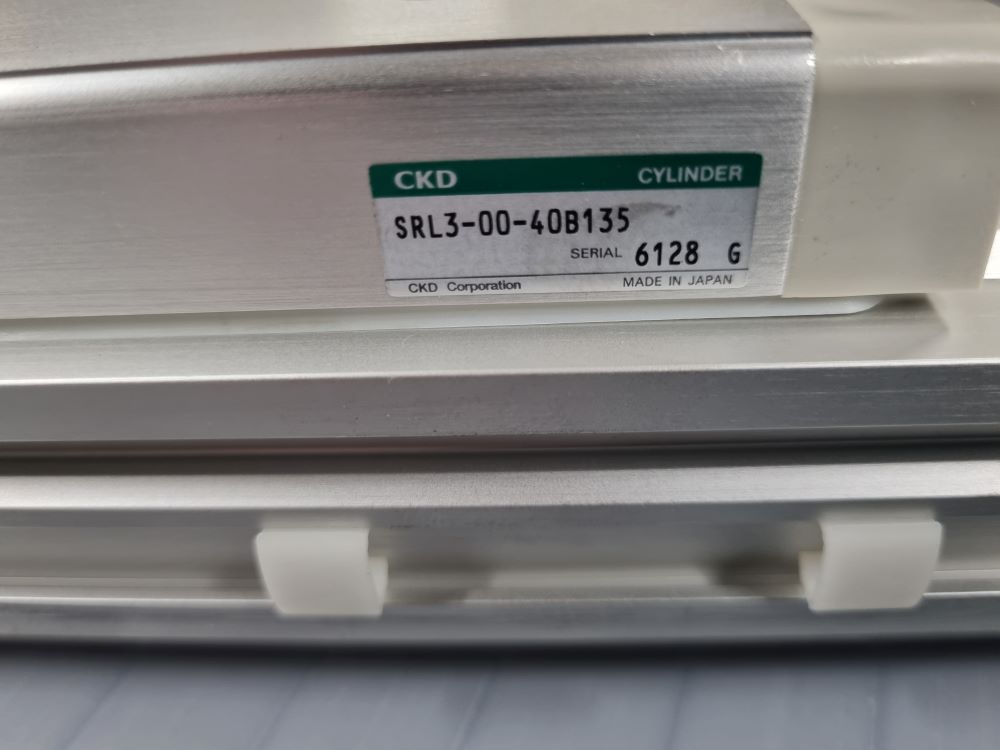 CKD CYLINDER
SRL3-00-40B135
SERIAL 6128 G
CKD Corporation MADE IN JAPAN